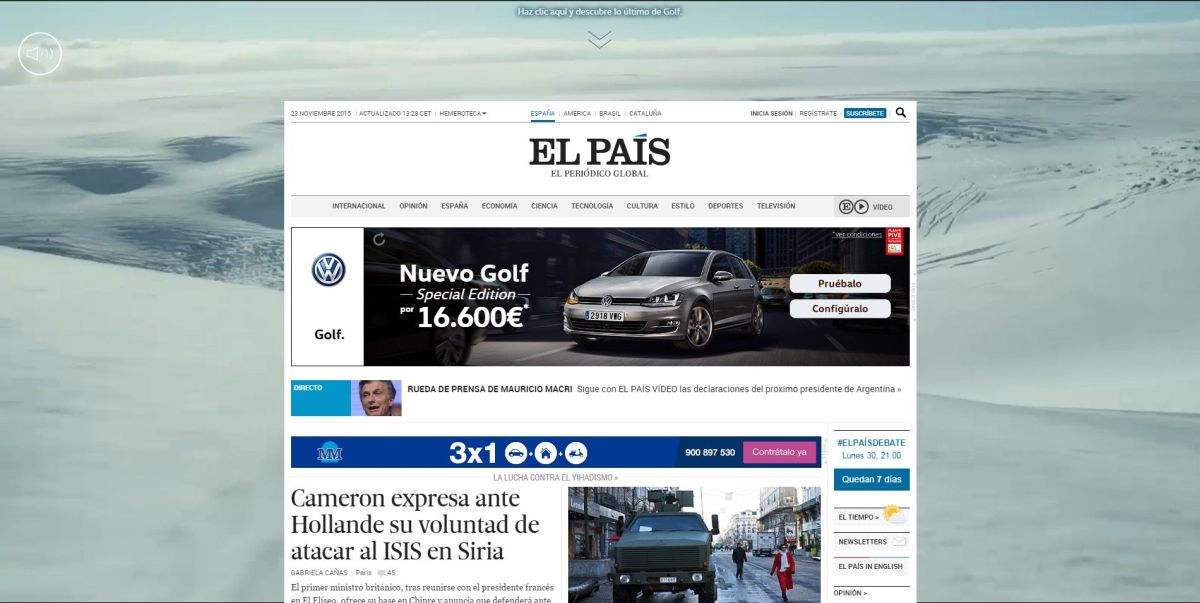 Haz clic aquí y descubre lo último de Golf.
23 NOVIEMBRE 2015 | ACTUALIZADO 13:28 CET | HEMEROTECA
ESPAÑA | AMÉRICA | BRASIL | CATALUÑA
INICIA SESIÓN | REGÍSTRATE
SUSCRÍBETE
EL PAÍS
EL PERIÓDICO GLOBAL
INTERNACIONAL OPINIÓN ESPAÑA ECONOMÍA CIENCIA TECNOLOGÍA CULTURA ESTILO DEPORTES TELEVISIÓN
E VÍDEO
Golf.
Nuevo Golf
Special Edition
por 16.600€*
*ver condiciones
PIVE
Pruébalo
Configúralo
2918 VWG
DIRECTO
RUEDA DE PRENSA DE MAURICIO MACRI Sigue con EL PAÍS VÍDEO las declaraciones del próximo presidente de Argentina »
MM
3x1
+
+
900 897 530
Contrátalo ya
LA LUCHA CONTRA EL YIHADISMO »
Cameron expresa ante
Hollande su voluntad de
atacar al ISIS en Siria
GABRIELA CAÑAS | París 45
El primer ministro británico, tras reunirse con el presidente francés
en El Elíseo, ofrece su base en Chipre y anuncia que defenderá ante
#ELPAÍSDEBATE
Lunes 30, 21:00
Quedan 7 días
EL TIEMPO »
NEWSLETTERS
EL PAÍS IN ENGLISH
OPINIÓN >